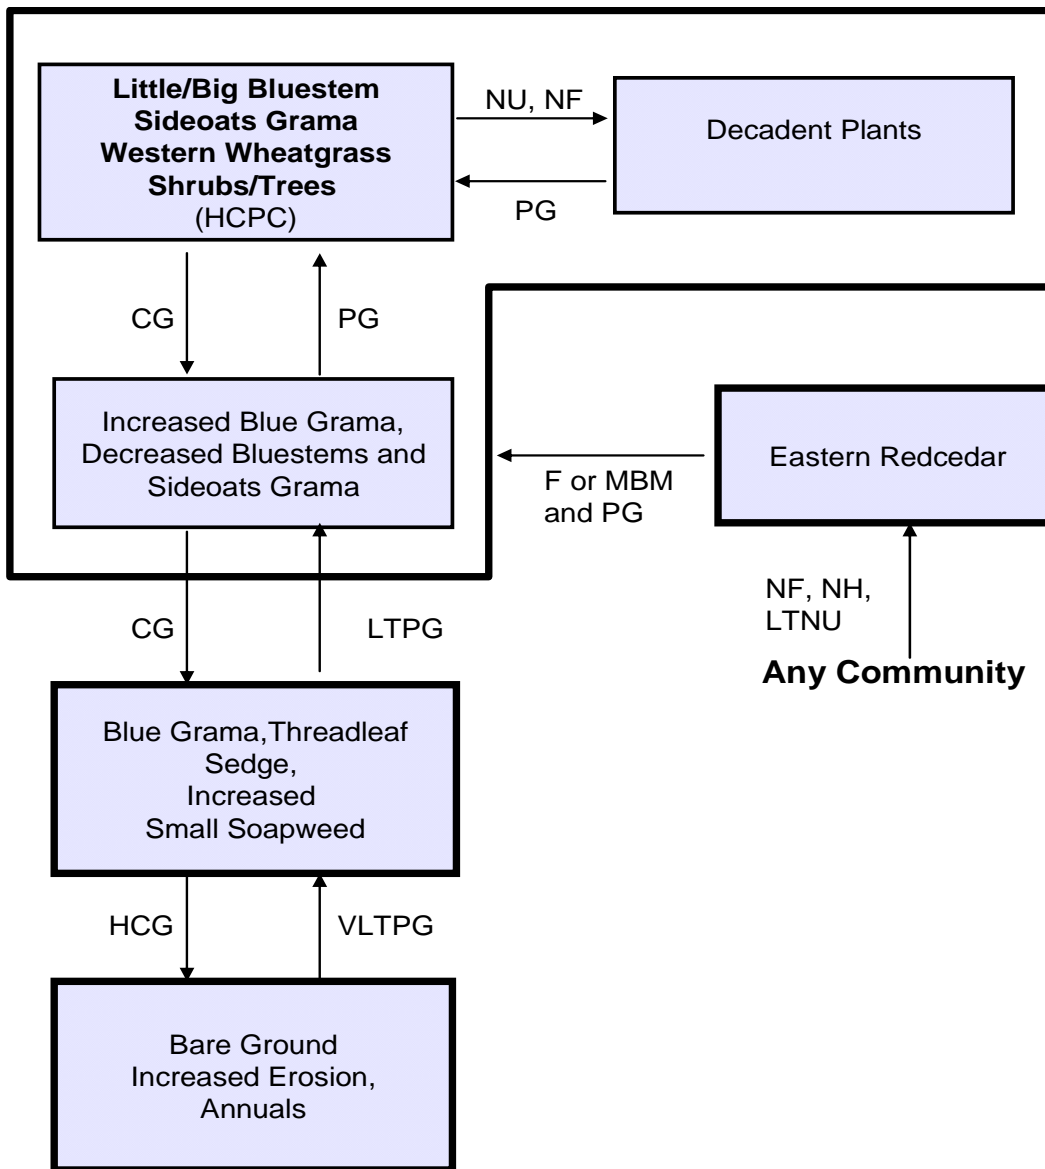 Little/Big Bluestem
Sideoats Grama
Western Wheatgrass
Shrubs/Trees
(HCPC)
NU, NF
PG
Decadent Plants
CG
PG
Increased Blue Grama,
Decreased Bluestems and
Sideoats Grama
F or MBM
and PG
Eastern Redcedar
NF, NH,
LTNU
Any Community
CG
LTPG
Blue Grama,Threadleaf
Sedge,
Increased
Small Soapweed
HCG
VLTPG
Bare Ground
Increased Erosion,
Annuals